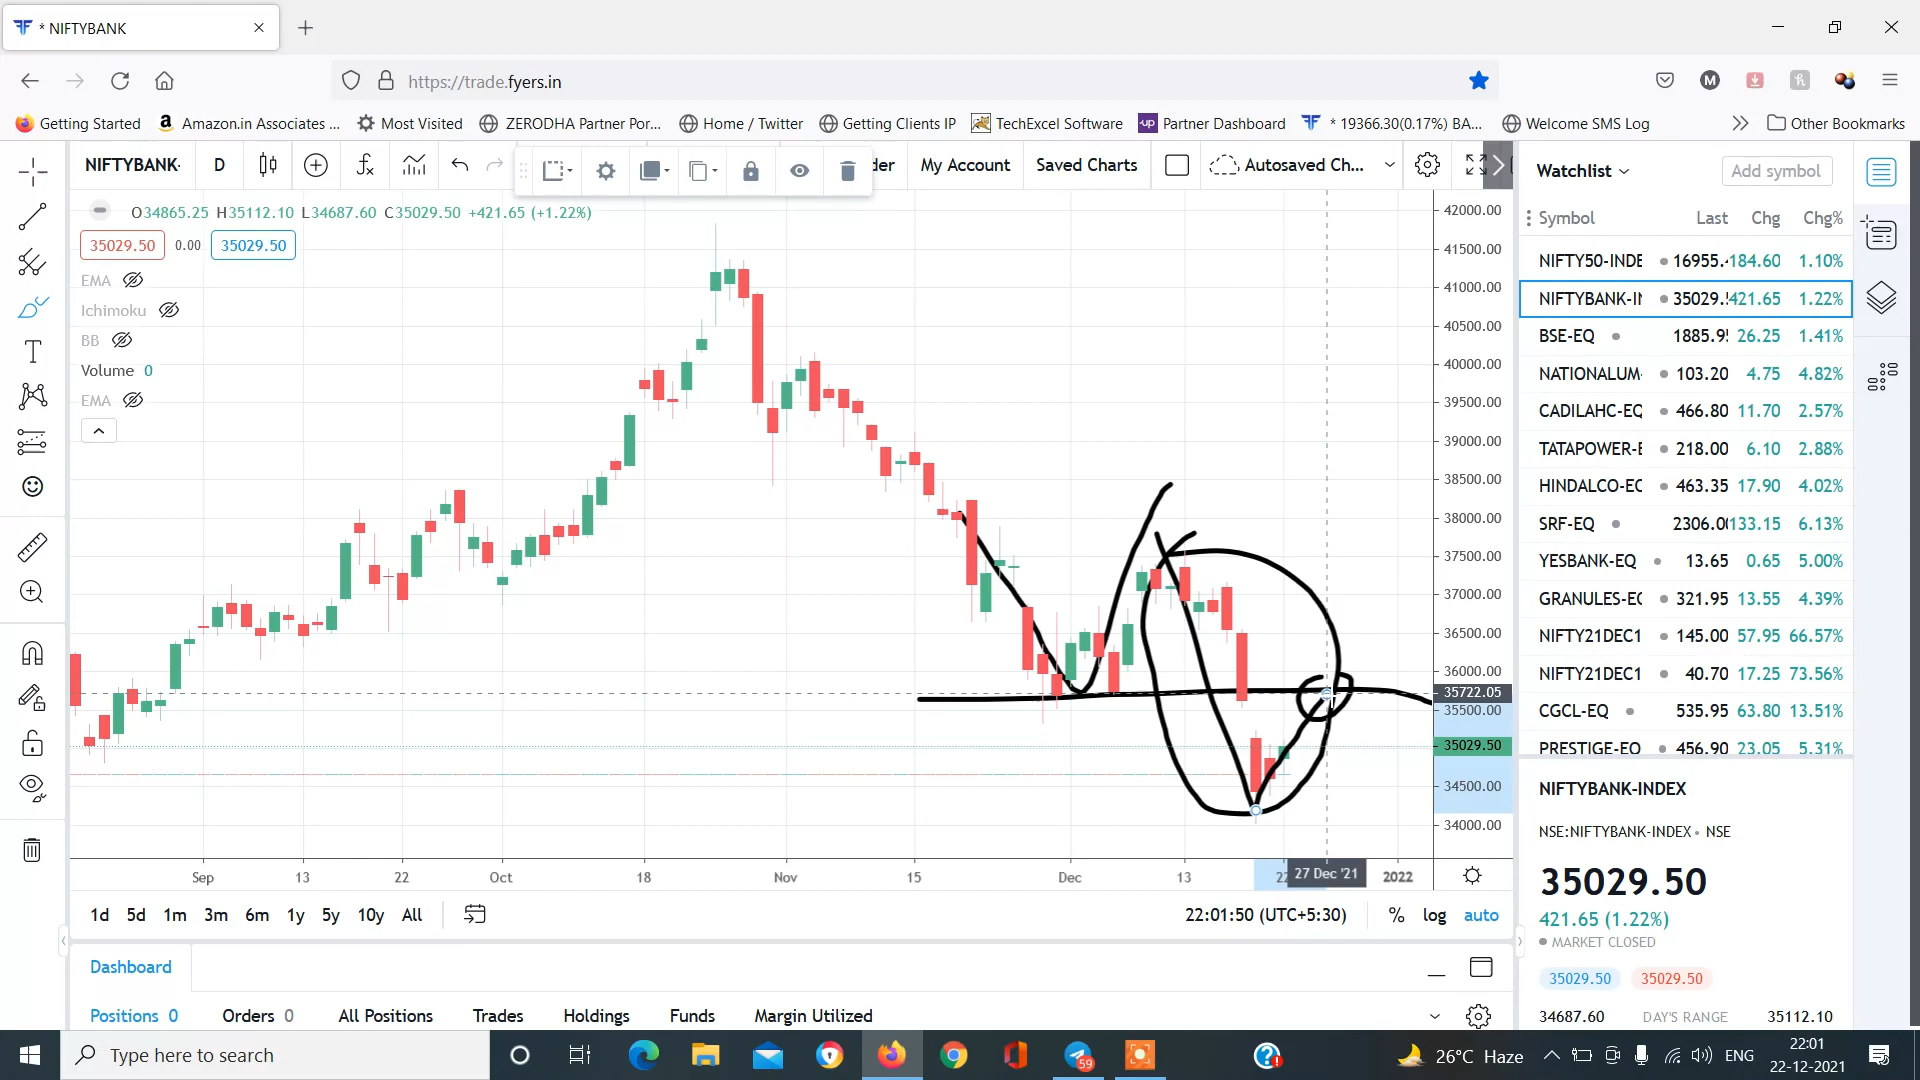 * NIFTYBANK
https://trade.fyers.in
M
Getting Started
Amazon.in Associates ...
Most Visited
ZERODHA Partner Por...
Home / Twitter
Getting Clients IP
TechExcel Software
up Partner Dashboard
* 19366.30(0.17%) BA...
Welcome SMS Log
Other Bookmarks
NIFTYBANK-
D
der
My Account
Saved Charts
Autosaved Ch...
O34865.25 H35112.10 L34687.60 C35029.50 +421.65 (+1.22%)
35029.50 0.00 35029.50
EMA
Ichimoku
BB
Volume 0
EMA
42000.00
41500.00
41000.00
40500.00
40000.00
39500.00
39000.00
38500.00
38000.00
37500.00
37000.00
36500.00
36000.00
35722.05
35500.00
35029.50
34500.00
34000.00
Sep 13 22 Oct 18 Nov 15 Dec 13 22 27 Dec '21 2022
1d 5d 1m 3m 6m 1y 5y 10y All
22:01:50 (UTC+5:30) % log auto
Dashboard
Positions 0 Orders 0 All Positions Trades Holdings Funds Margin Utilized
Watchlist
Add symbol
Symbol Last Chg Chg%
NIFTY50-INDE 16955.4 184.60 1.10%
NIFTYBANK-IN 35029.5 421.65 1.22%
BSE-EQ 1885.95 26.25 1.41%
NATIONALUM- 103.20 4.75 4.82%
CADILAHC-EQ 466.80 11.70 2.57%
TATAPOWER-E 218.00 6.10 2.88%
HINDALCO-EQ 463.35 17.90 4.02%
SRF-EQ 2306.00 133.15 6.13%
YESBANK-EQ 13.65 0.65 5.00%
GRANULES-EQ 321.95 13.55 4.39%
NIFTY21DEC1 145.00 57.95 66.57%
NIFTY21DEC1 40.70 17.25 73.56%
CGCL-EQ 535.95 63.80 13.51%
PRESTIGE-EQ 456.90 23.05 5.31%
NIFTYBANK-INDEX
NSE:NIFTYBANK-INDEX • NSE
35029.50
421.65 (1.22%)
MARKET CLOSED
35029.50 35029.50
34687.60 DAY'S RANGE 35112.10
Type here to search
59
26°C Haze
ENG
22:01
22-12-2021